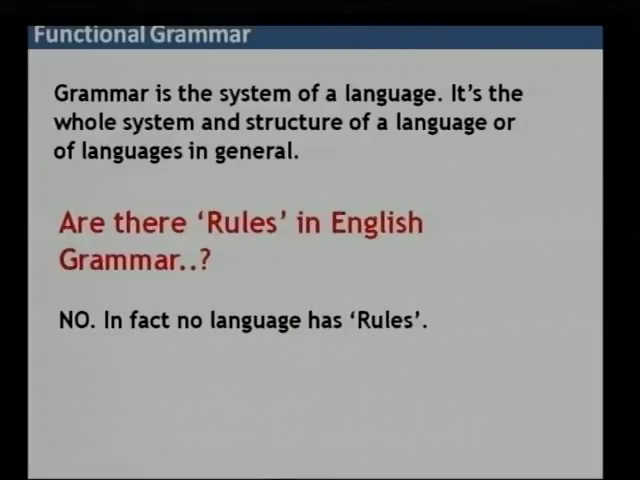 Functional Grammar
Grammar is the system of a language. It's the
whole system and structure of a language or
of languages in general.
Are there ‘Rules’ in English
Grammar..?
NO. In fact no language has ‘Rules’.